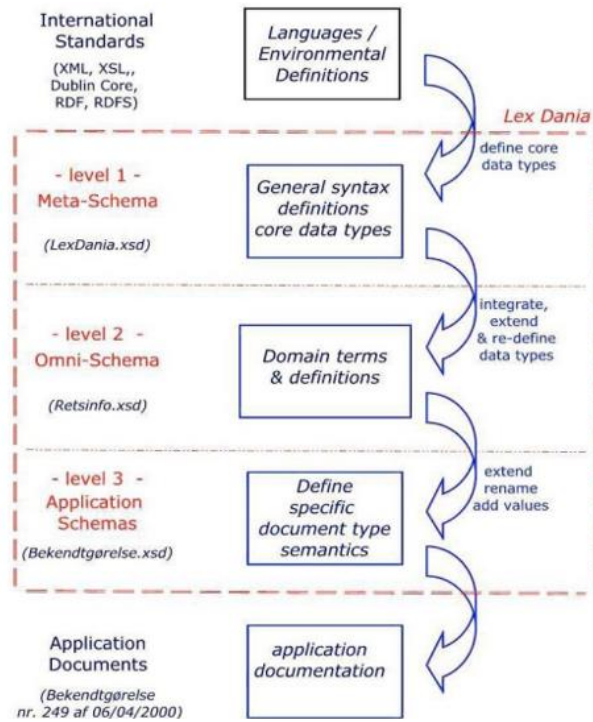 International
Standards
(XML, XSL,,
Dublin Core,
RDF, RDFS)
Languages /
Environmental
Definitions
Lex Dania
define core
data types
- level 1 -
Meta-Schema
(LexDania.xsd)
General syntax
definitions
core data types
integrate,
extend
& re-define
data types
- level 2 -
Omni-Schema
(Retsinfo.xsd)
Domain terms
& definitions
extend
rename
add values
- level 3 -
Application
Schemas
(Bekendtgørelse.xsd)
Define
specific
document type
semantics
Application
Documents
(Bekendtgørelse
nr. 249 af 06/04/2000)
application
documentation